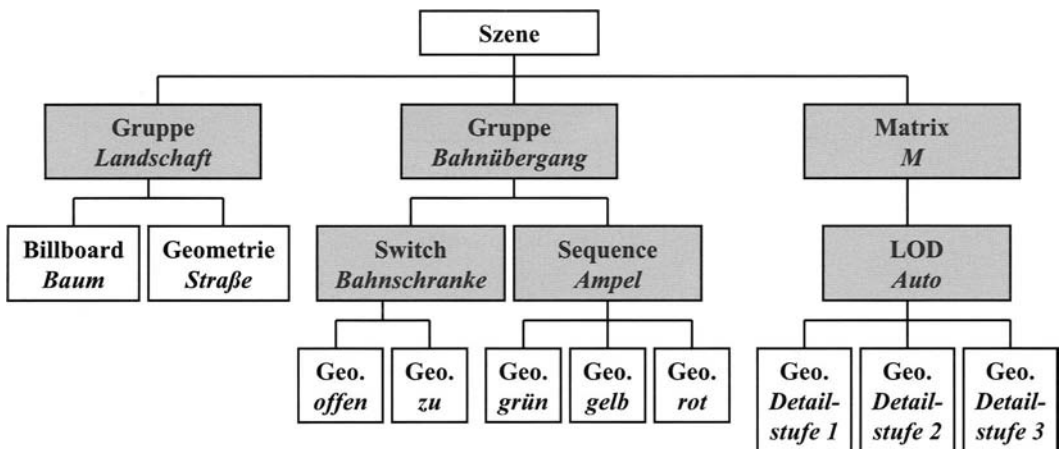 Szene
Gruppe
Landschaft
Gruppe
Bahnübergang
Matrix
M
Billboard
Baum
Geometrie
Straße
Switch
Bahnschranke
Sequence
Ampel
LOD
Auto
Geo.
offen
Geo.
zu
Geo.
grün
Geo.
gelb
Geo.
rot
Geo.
Detail-
stufe 1
Geo.
Detail-
stufe 2
Geo.
Detail-
stufe 3